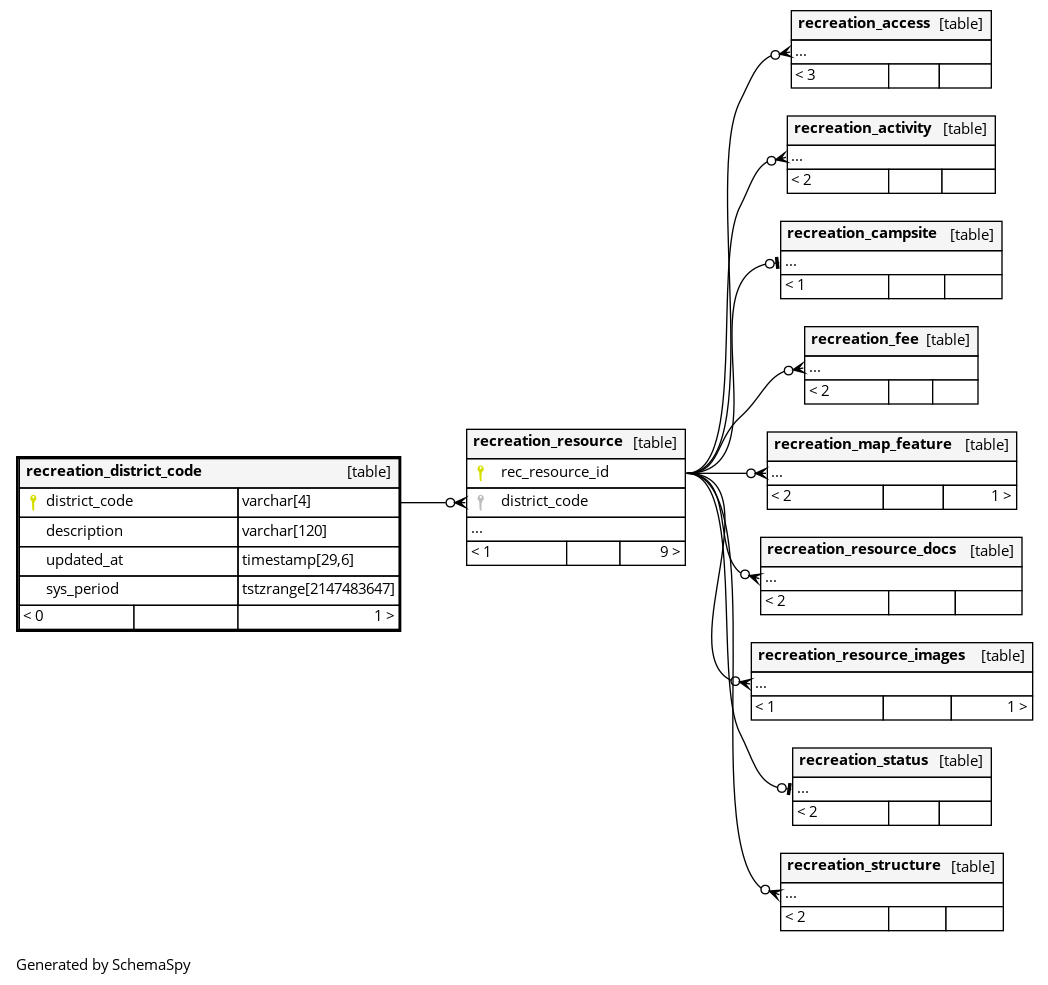 recreation_access [table]
...
< 3
recreation_activity [table]
...
< 2
recreation_campsite [table]
...
< 1
recreation_fee [table]
...
< 2
recreation_district_code [table]
district_code varchar[4]
description varchar[120]
updated_at timestamp[29,6]
sys_period tstzrange[2147483647]
< 0 1 >
recreation_resource [table]
rec_resource_id
district_code
...
< 1 9 >
recreation_map_feature [table]
...
< 2 1 >
recreation_resource_docs [table]
...
< 2
recreation_resource_images [table]
...
< 1 1 >
recreation_status [table]
...
< 2
recreation_structure [table]
...
< 2
Generated by SchemaSpy